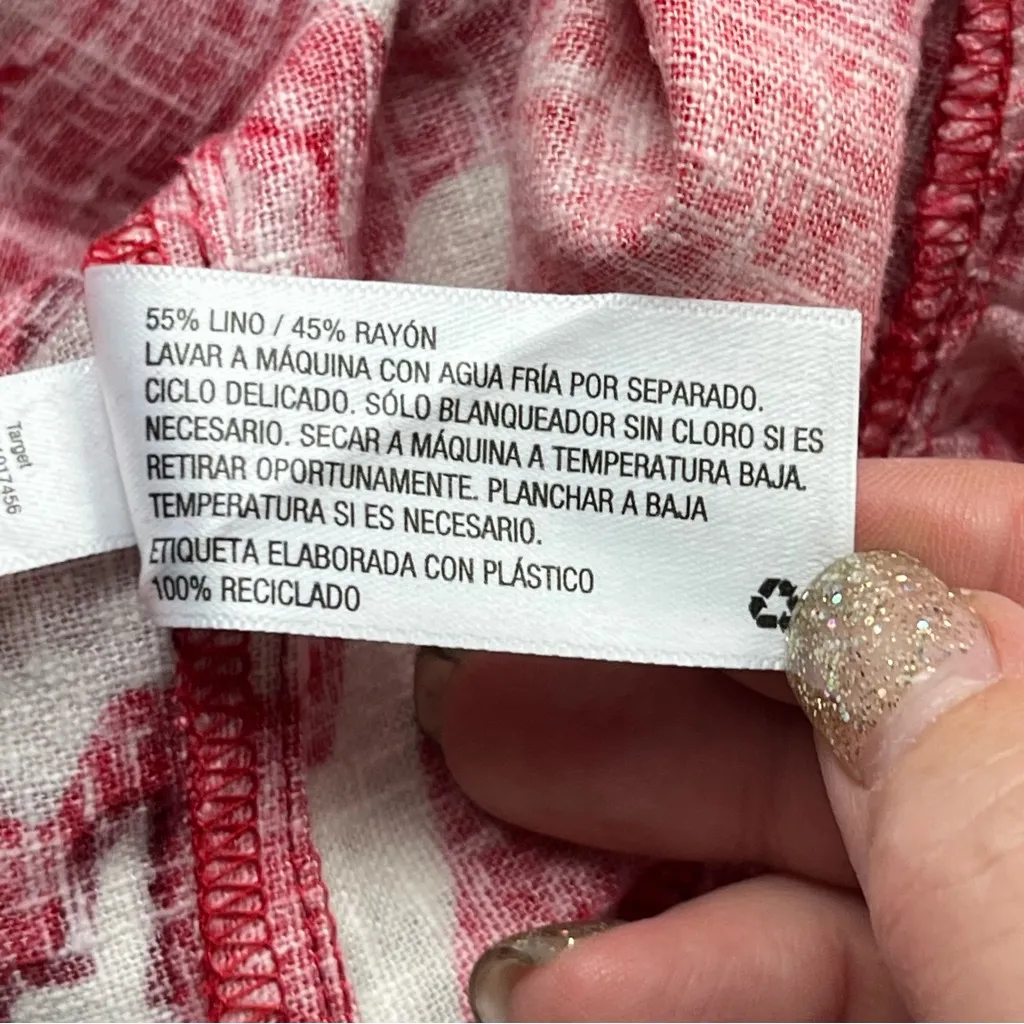 55% LINO / 45% RAYÓN
LAVAR A MÁQUINA CON AGUA FRÍA POR SEPARADO.
CICLO DELICADO. SÓLO BLANQUEADOR SIN CLORO SI ES
NECESARIO. SECAR A MÁQUINA A TEMPERATURA BAJA.
RETIRAR OPORTUNAMENTE. PLANCHAR A BAJA
TEMPERATURA SI ES NECESARIO.
ETIQUETA ELABORADA CON PLÁSTICO
100% RECICLADO
Target